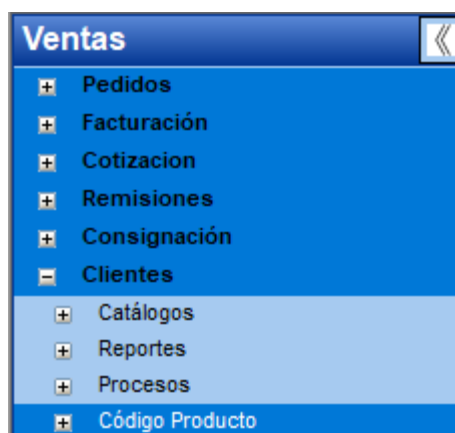 Ventas
Pedidos
Facturación
Cotizacion
Remisiones
Consignación
Clientes
Catálogos
Reportes
Procesos
Código Producto